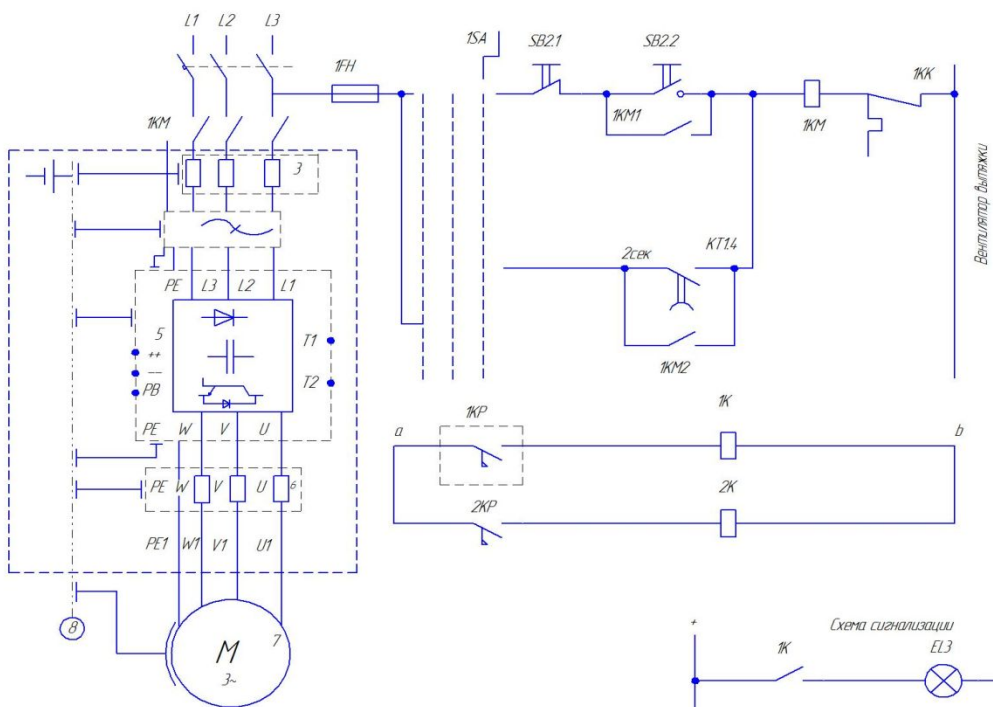 L1 L2 L3
1FH
1SA
SB2.1
SB2.2
1KK
1KM
1KM1
1KM
3
2сек
KT1.4
1KM2
Вентилятор вытяжки
PE L3 L2 L1
5
++
--
PB
T1
T2
PE W V U
a
1KP
1K
b
2KP
2K
PE W V U 6
PE1 W1 V1 U1
8
M
3~
7
+
Схема сигнализации
1K
EL3